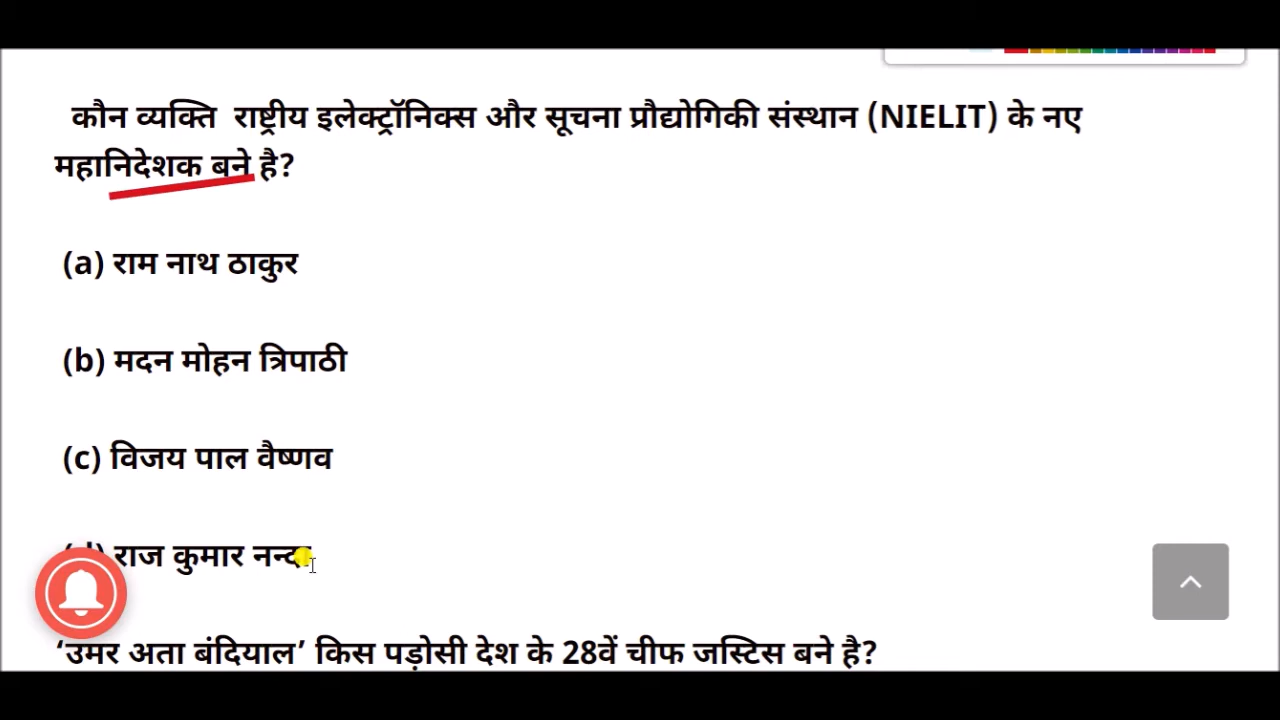 कौन व्यक्ति राष्ट्रीय इलेक्ट्रॉनिक्स और सूचना प्रौद्योगिकी संस्थान (NIELIT) के नए
महानिदेशक बने है?
(a) राम नाथ ठाकुर
(b) मदन मोहन त्रिपाठी
(c) विजय पाल वैष्णव
(d) राज कुमार नन्दा
‘उमर अता बंदियाल’ किस पड़ोसी देश के 28वें चीफ जस्टिस बने है?